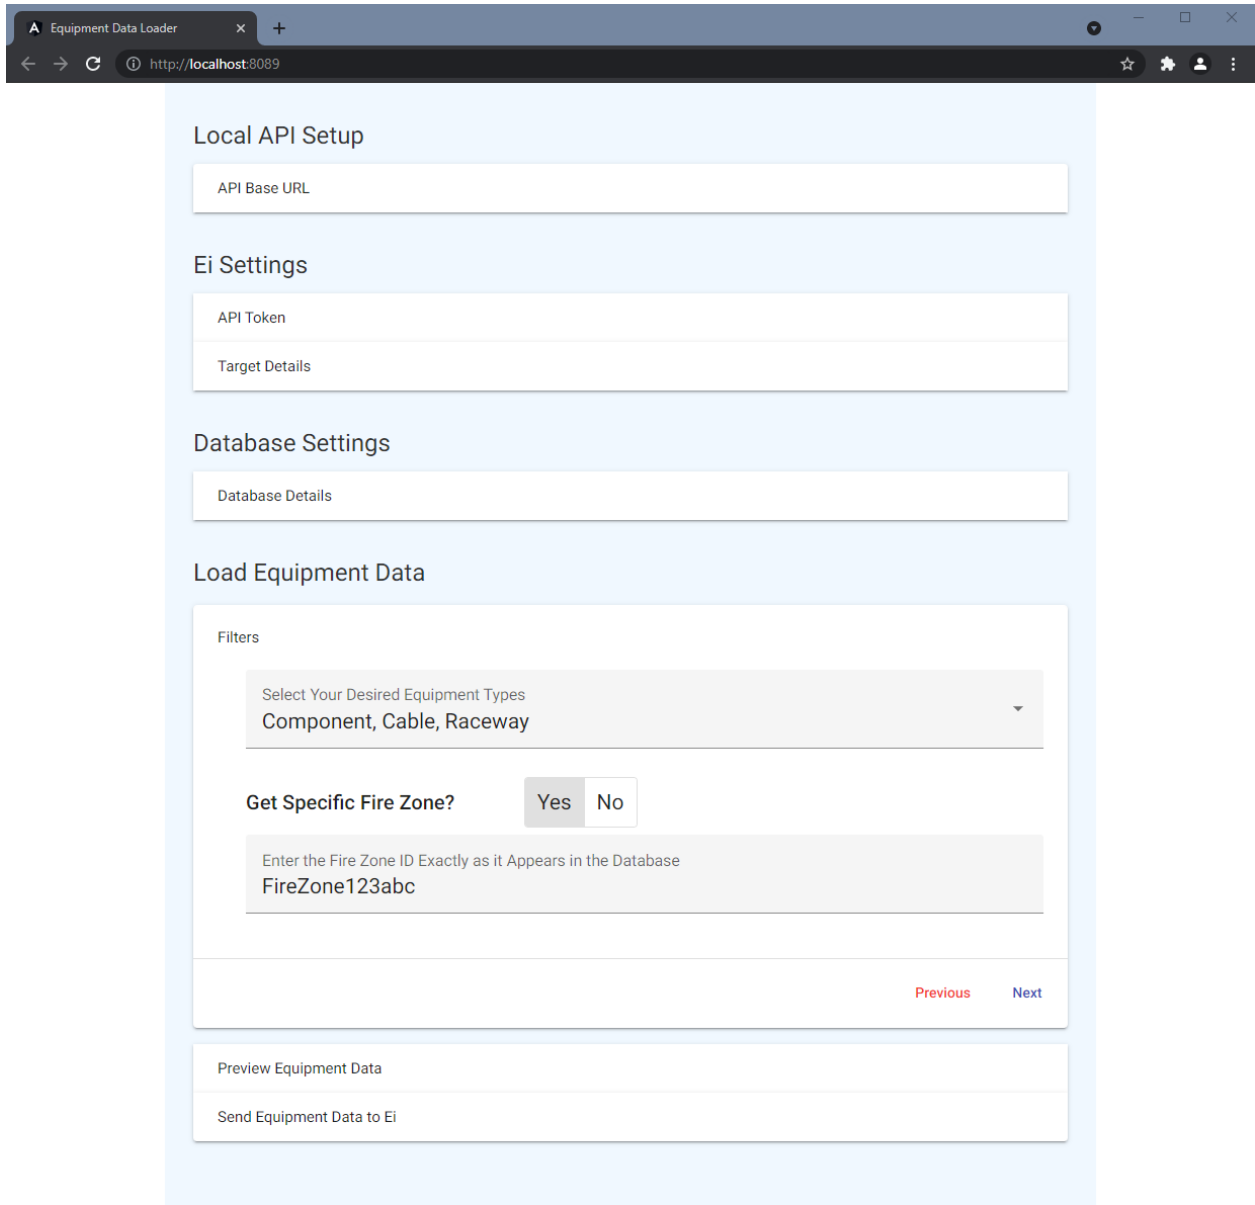 Equipment Data Loader
http://localhost:8089
Local API Setup
API Base URL
Ei Settings
API Token
Target Details
Database Settings
Database Details
Load Equipment Data
Filters
Select Your Desired Equipment Types
Component, Cable, Raceway
Get Specific Fire Zone? Yes No
Enter the Fire Zone ID Exactly as it Appears in the Database
FireZone123abc
Previous Next
Preview Equipment Data
Send Equipment Data to Ei